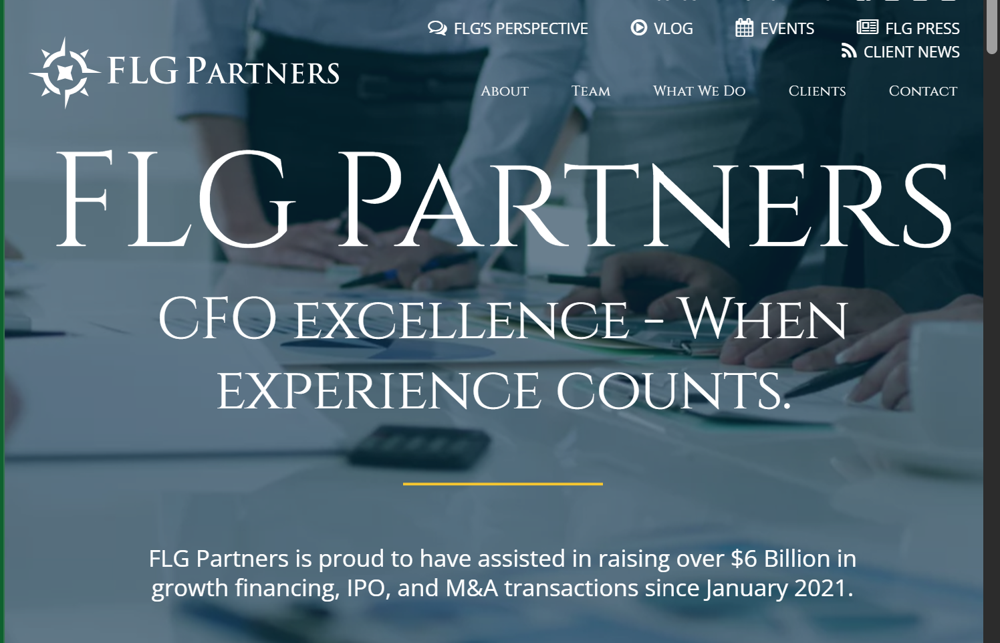 FLG'S PERSPECTIVE VLOG EVENTS FLG PRESS
CLIENT NEWS
FLG PARTNERS
ABOUT TEAM WHAT WE DO CLIENTS CONTACT
FLG PARTNERS
CFO EXCELLENCE - WHEN
EXPERIENCE COUNTS.
FLG Partners is proud to have assisted in raising over $6 Billion in
growth financing, IPO, and M&A transactions since January 2021.